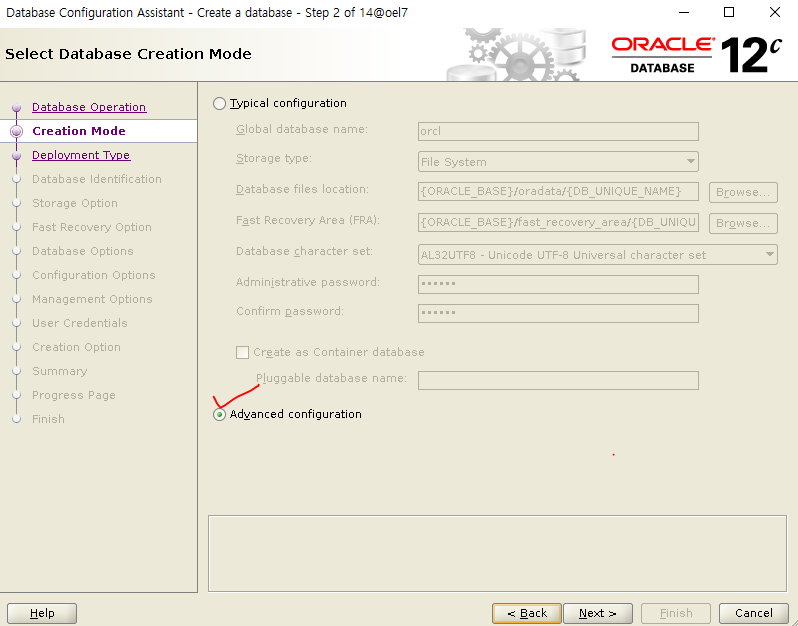 Database Configuration Assistant - Create a database - Step 2 of 14@oel7
Select Database Creation Mode
ORACLE
DATABASE
12c
Database Operation
Creation Mode
Deployment Type
Database Identification
Storage Option
Fast Recovery Option
Database Options
Configuration Options
Management Options
User Credentials
Creation Option
Summary
Progress Page
Finish
Typical configuration
Global database name: orcl
Storage type: File System
Database files location: {ORACLE_BASE}/oradata/{DB_UNIQUE_NAME} Browse...
Fast Recovery Area (FRA): {ORACLE_BASE}/fast_recovery_area/{DB_UNIQU Browse...
Database character set: AL32UTF8 - Unicode UTF-8 Universal character set
Administrative password: ••••••
Confirm password: ••••••
Create as Container database
Pluggable database name:
Advanced configuration
Help < Back Next > Finish Cancel